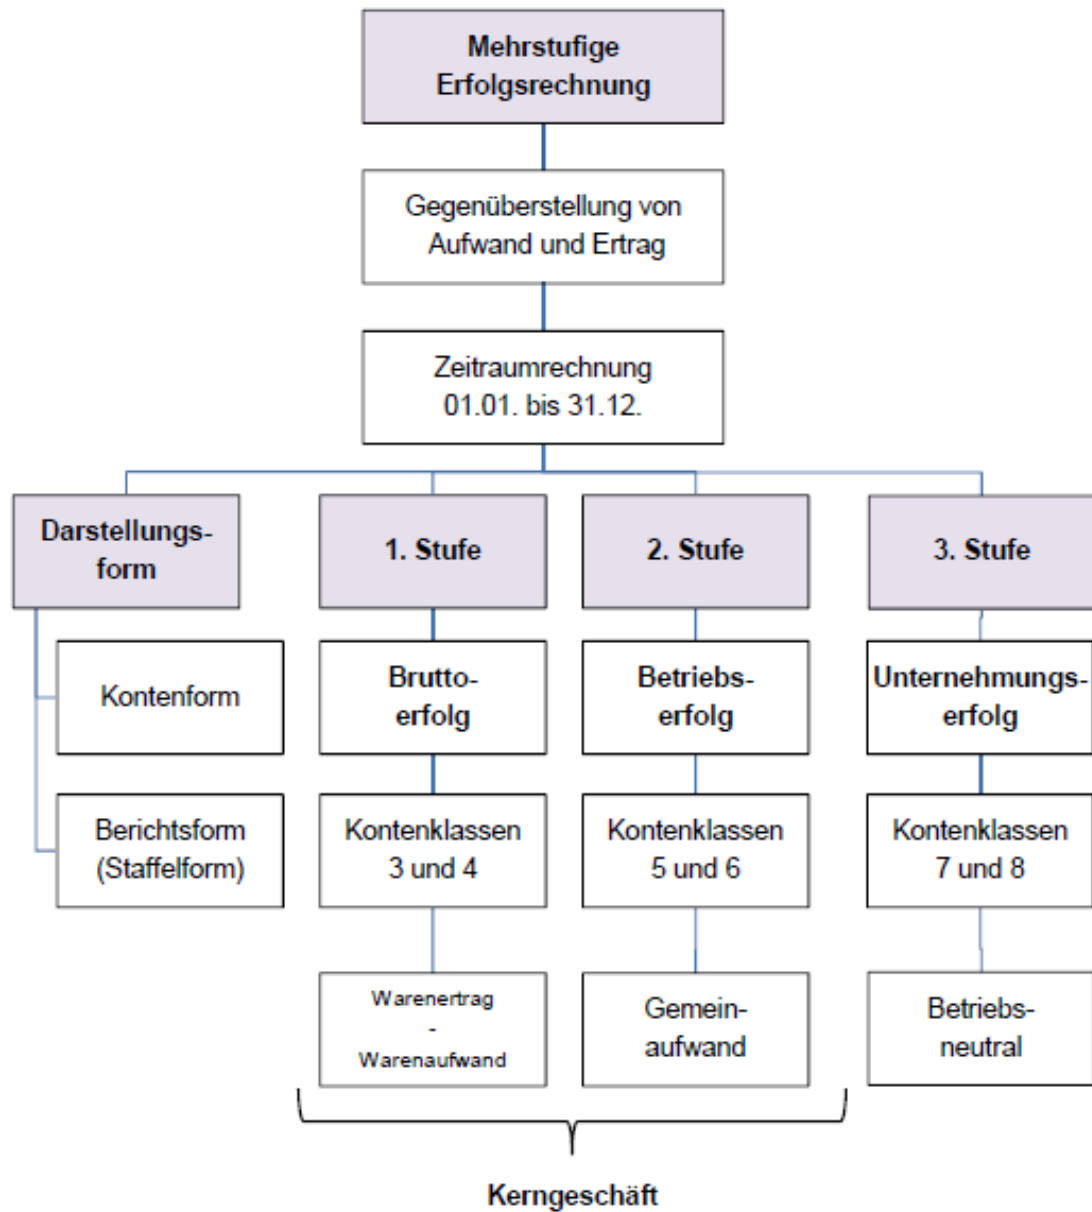 Mehrstufige
Erfolgsrechnung
Gegenüberstellung von
Aufwand und Ertrag
Zeitraumrechnung
01.01. bis 31.12.
Darstellungs-
form
Kontenform
Berichtsform
(Staffelform)
1. Stufe
Brutto-
erfolg
Kontenklassen
3 und 4
Warenertrag
-
Warenaufwand
2. Stufe
Betriebs-
erfolg
Kontenklassen
5 und 6
Gemein-
aufwand
3. Stufe
Unternehmungs-
erfolg
Kontenklassen
7 und 8
Betriebs-
neutral
Kerngeschäft